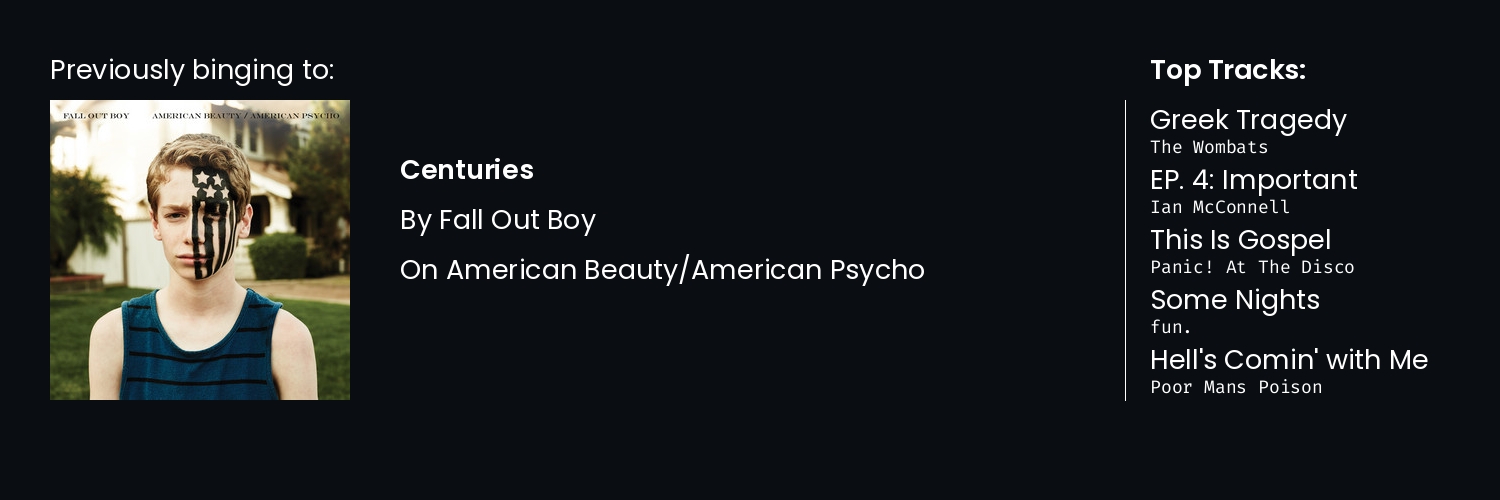 Previously binging to:
FALL OUT BOY AMERICAN BEAUTY / AMERICAN PSYCHO
Centuries
By Fall Out Boy
On American Beauty/American Psycho
Top Tracks:
Greek Tragedy
The Wombats
EP. 4: Important
Ian McConnell
This Is Gospel
Panic! At The Disco
Some Nights
fun.
Hell's Comin' with Me
Poor Mans Poison